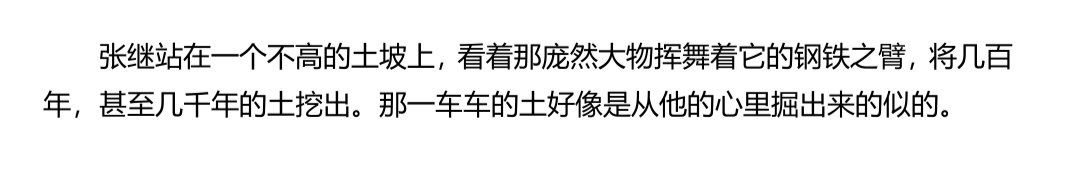 张继站在一个不高的土坡上，看着那庞然大物挥舞着它的钢铁之臂，将几百
年，甚至几千年的土挖出。那一车车的土好像是从他的心里掘出来的似的。